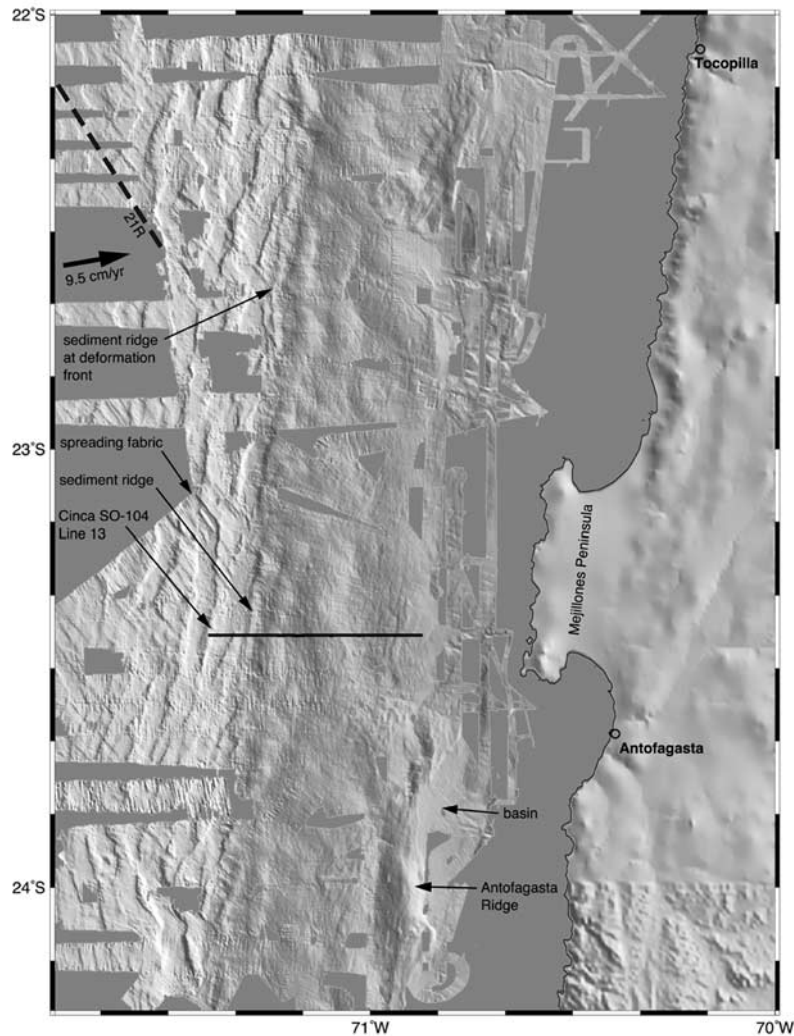 22˚S
Tocopilla
21R
9.5 cm/yr
sediment ridge
at deformation
front
23˚S
spreading fabric
sediment ridge
Cinca SO-104
Line 13
Mejillones Peninsula
Antofagasta
basin
24˚S
Antofagasta
Ridge
71˚W
70˚W